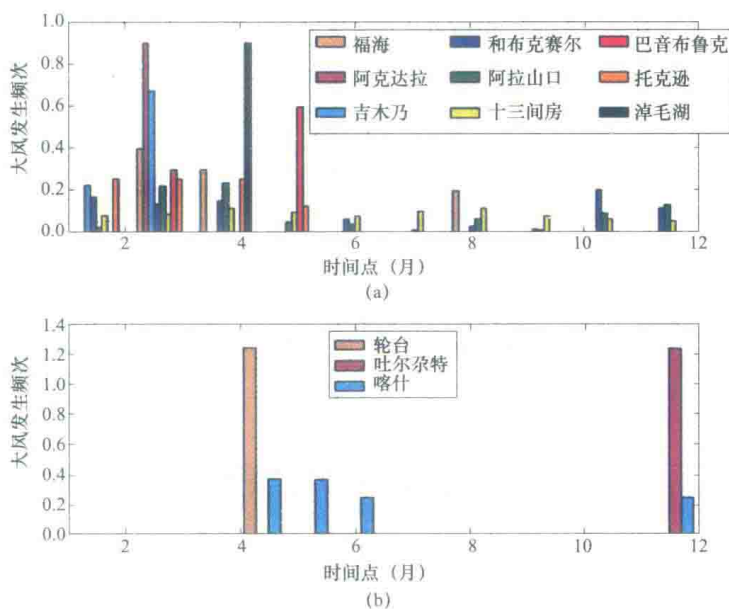 1.0
0.8
0.6
0.4
0.2
0.0
大风发生频次
福海 和布克赛尔 巴音布鲁克
阿克达拉 阿拉山口 托克逊
吉木乃 十三间房 淖毛湖
2 4 6 8 10 12
时间点（月）
(a)
1.4
1.2
1.0
0.8
0.6
0.4
0.2
0.0
大风发生频次
轮台
吐尔尕特
喀什
2 4 6 8 10 12
时间点（月）
(b)